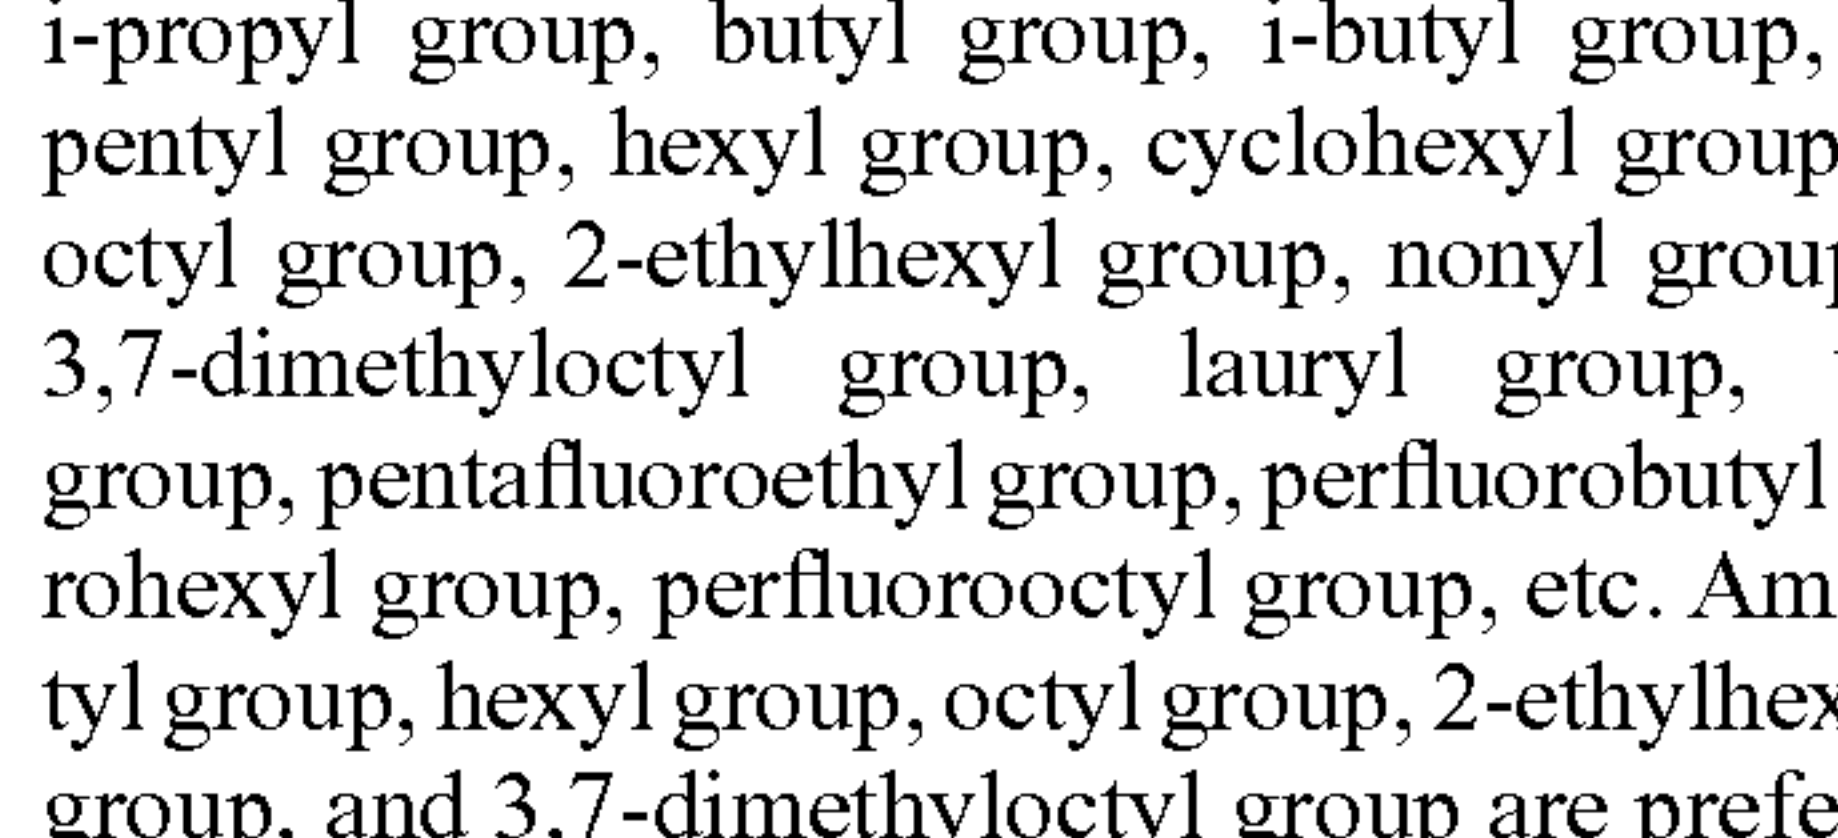 i-propyl group, butyl group, i-butyl group,
pentyl group, hexyl group, cyclohexyl group
octyl group, 2-ethylhexyl group, nonyl group
3,7-dimethyloctyl group, lauryl group,
group, pentafluoroethyl group, perfluorobutyl
rohexyl group, perfluorooctyl group, etc. Am
tyl group, hexyl group, octyl group, 2-ethylhex
group, and 3,7-dimethyloctyl group are prefe